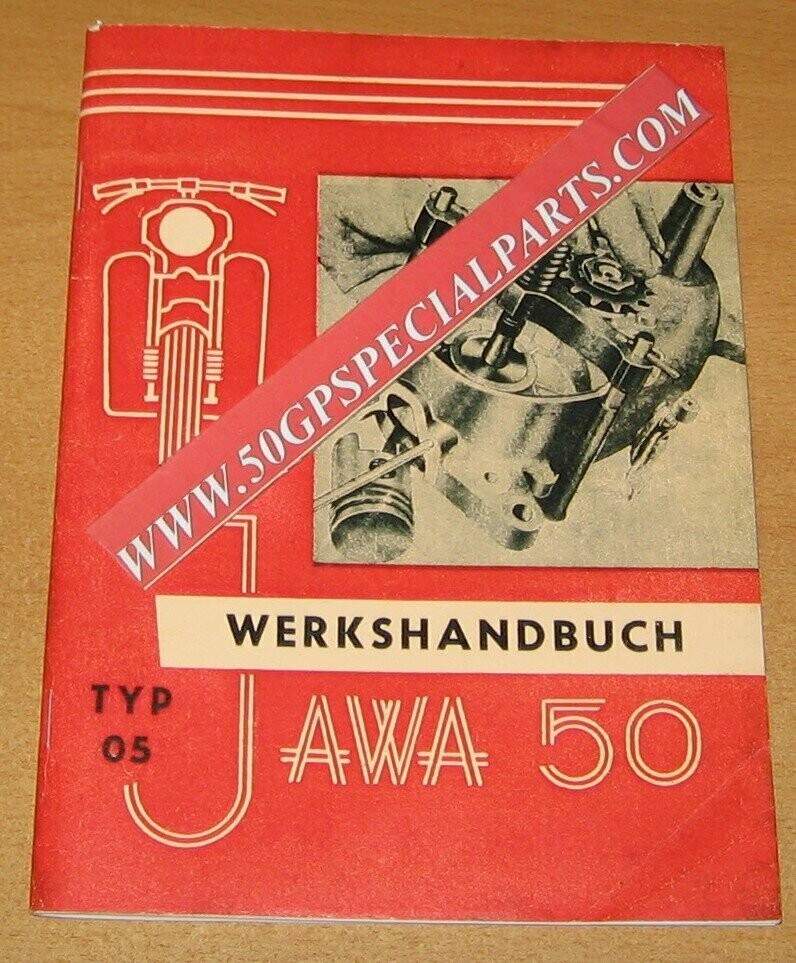 WWW.50GPSPECIALPARTS.COM
WERKSHANDBUCH
TYP
05
JAWA 50